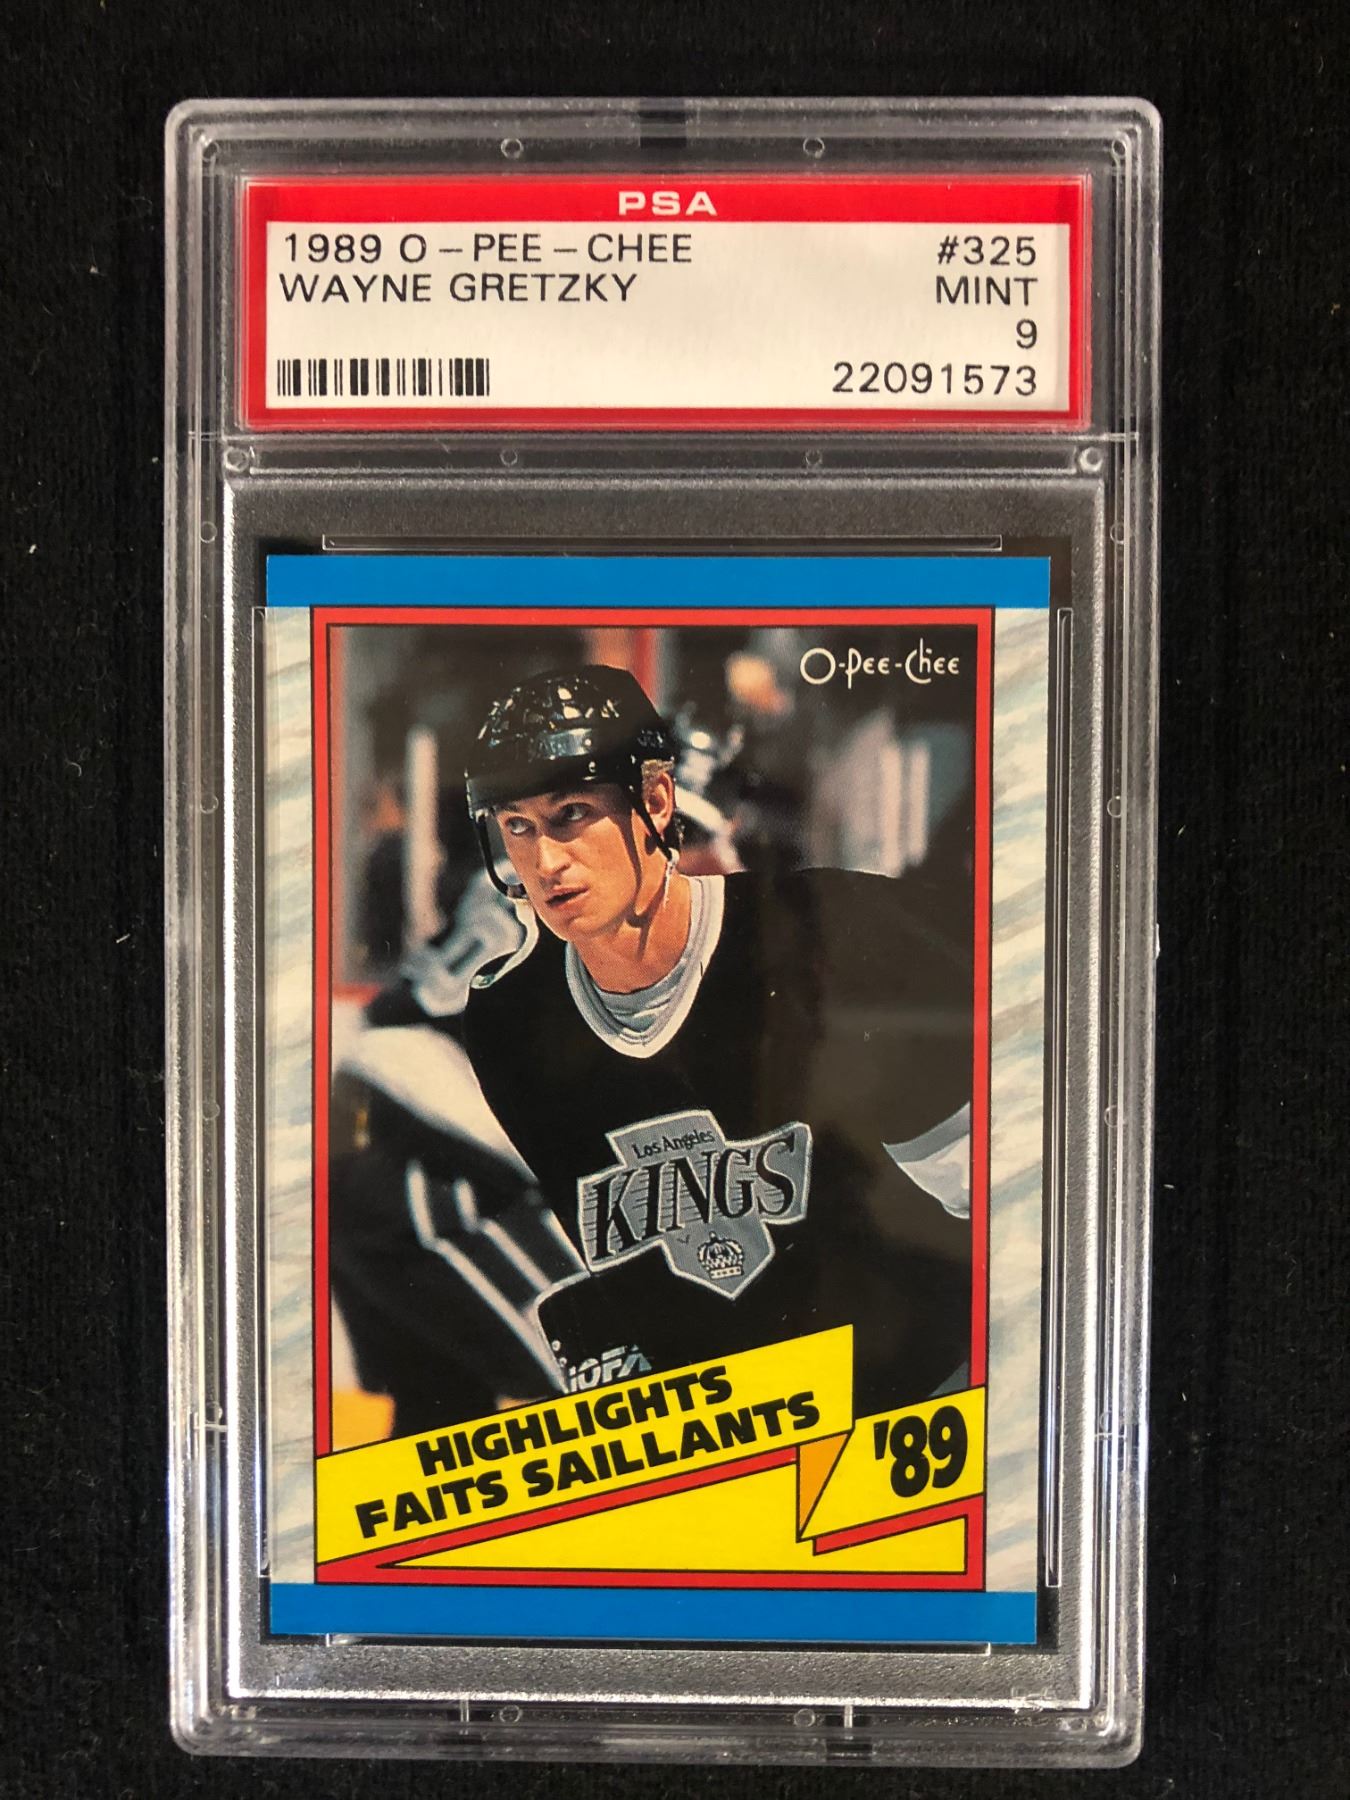 PSA
1989 O-PEE-CHEE #325
WAYNE GRETZKY MINT
9
22091573
O-Pee-Chee
Los Angeles
KINGS
HIGHLIGHTS
FAITS SAILLANTS
'89